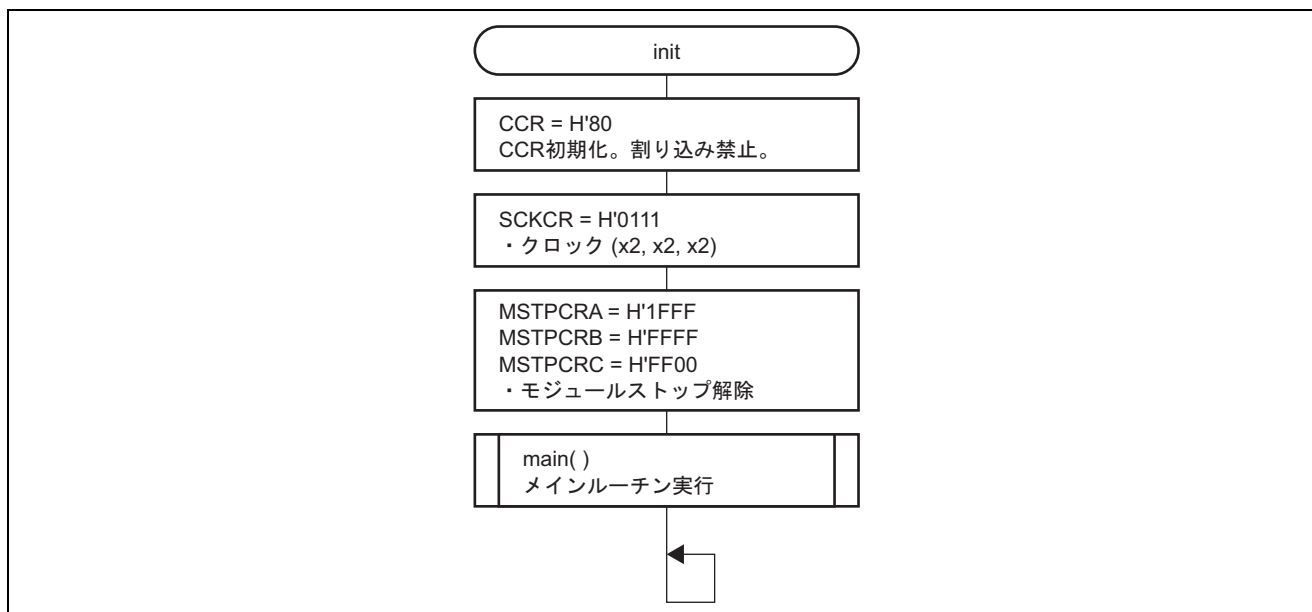 init
CCR = H'80
CCR初期化。割り込み禁止。
SCKCR = H'0111
・クロック (x2, x2, x2)
MSTPCRA = H'1FFF
MSTPCRB = H'FFFF
MSTPCRC = H'FF00
・モジュールストップ解除
main( )
メインルーチン実行